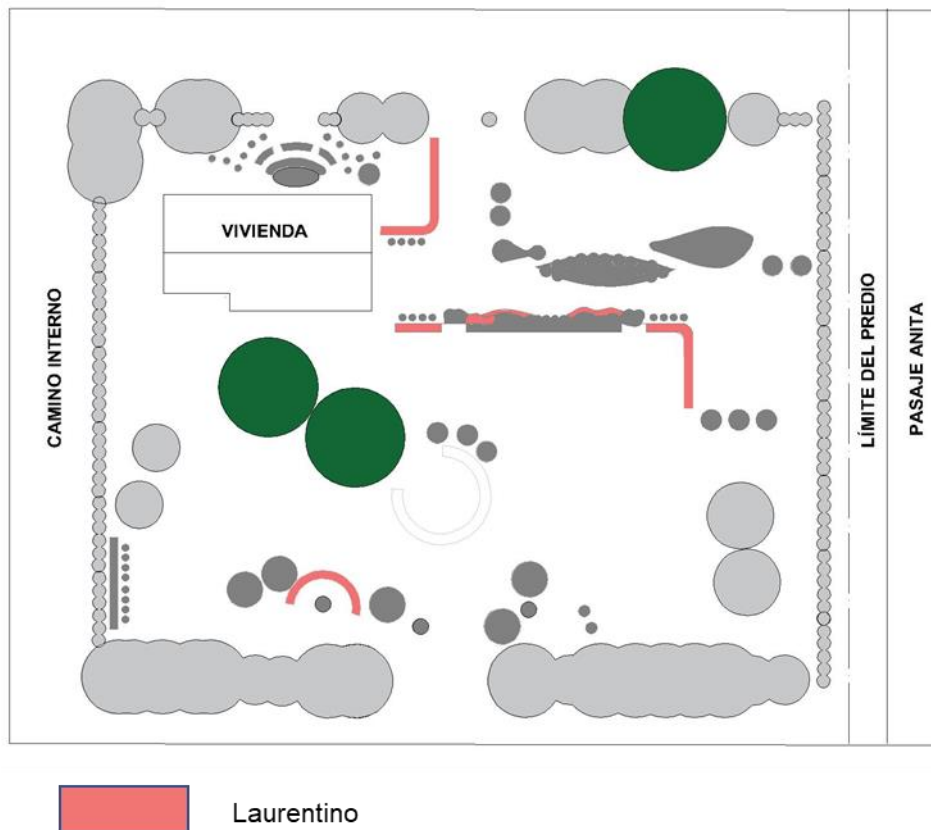 VIVIENDA
CAMINO INTERNO
LÍMITE DEL PREDIO
PASAJE ANITA
Laurentino